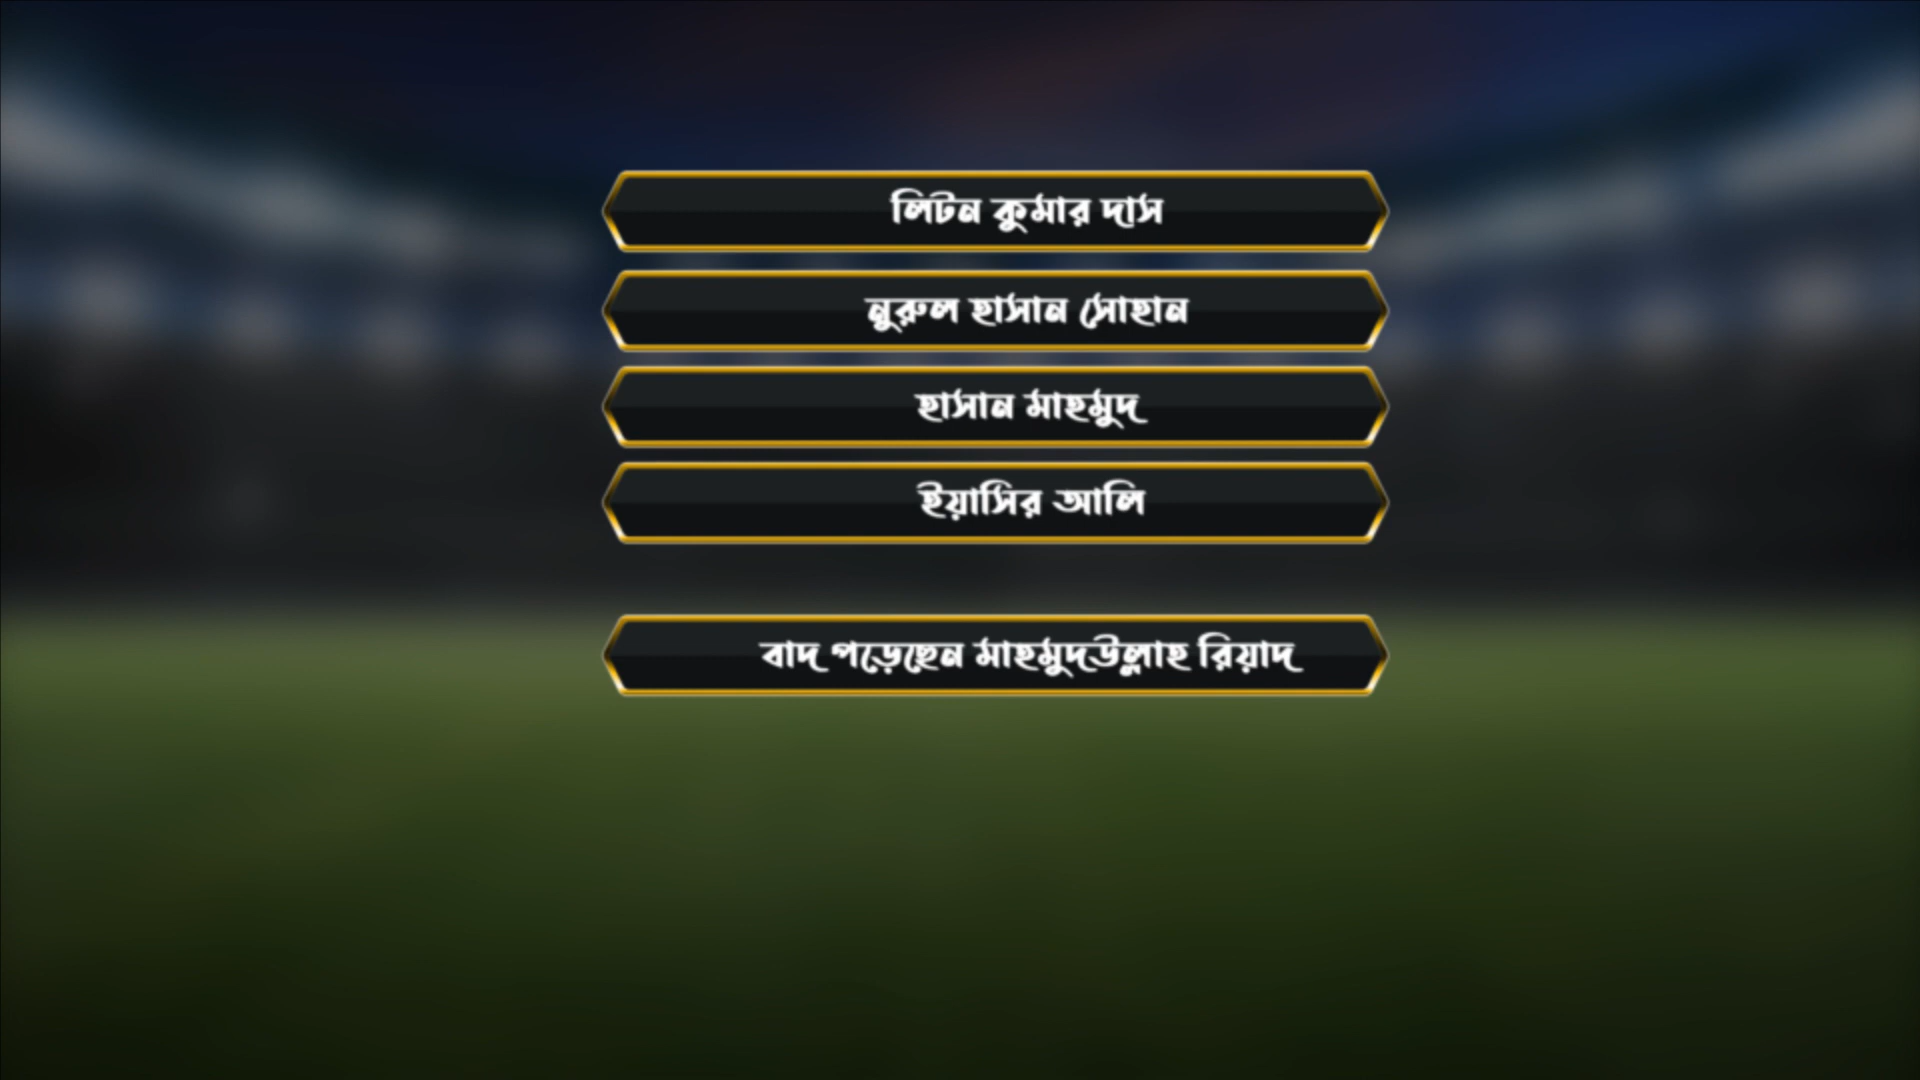 লিটন কুমার দাস
নুরুল হাসান সোহান
হাসান মাহমুদ
ইয়াসির আলি
বাদ পড়েছেন মাহমুদউল্লাহ রিয়াদ